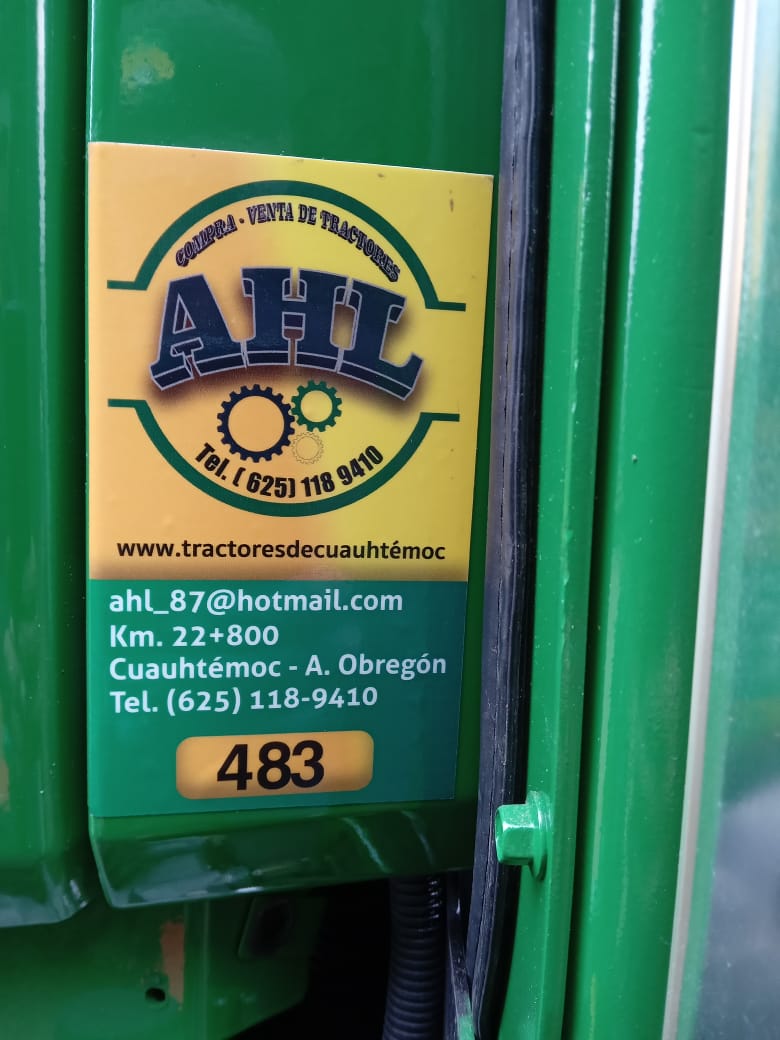 COMPRA - VENTA DE TRACTORES
AHL
Tel. ( 625) 118 9410
www.tractoresdecuauhtémoc
ahl_87@hotmail.com
Km. 22+800
Cuauhtémoc - A. Obregón
Tel. (625) 118-9410
483